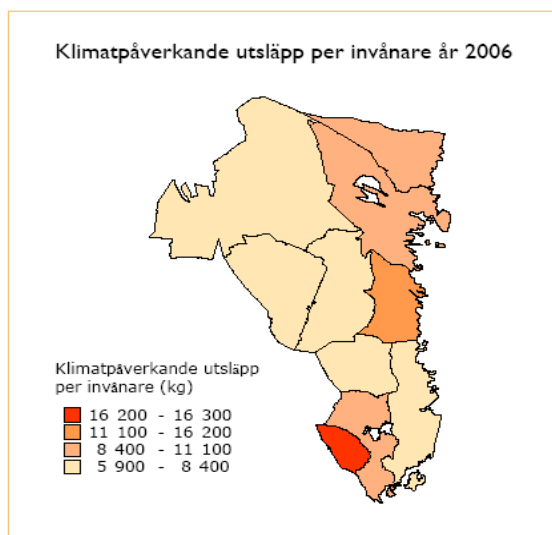 Klimatpåverkande utsläpp per invånare år 2006
Klimatpåverkande utsläpp
per invånare (kg)
16 200 - 16 300
11 100 - 16 200
8 400 - 11 100
5 900 - 8 400